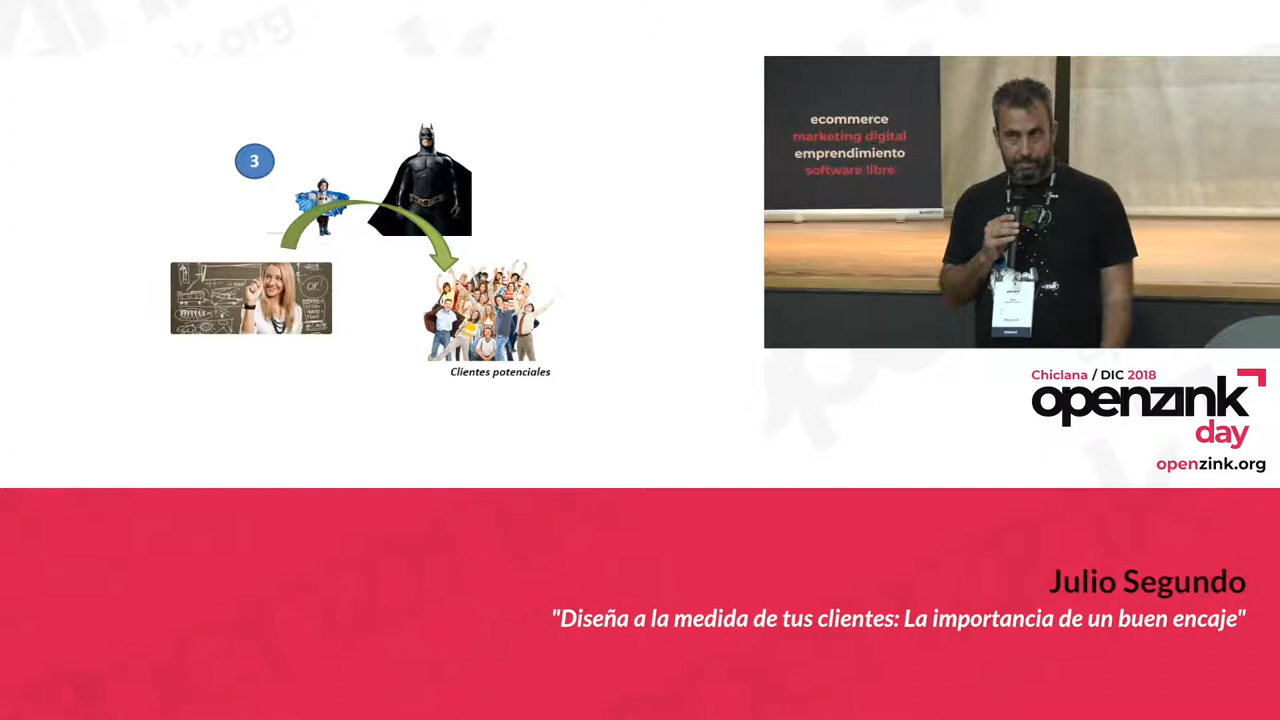 3
OK!
Clientes potenciales
ecommerce
marketing digital
emprendimiento
software libre
Chiclana / DIC 2018
openzink
day
openzink.org
Julio Segundo
"Diseña a la medida de tus clientes: La importancia de un buen encaje"